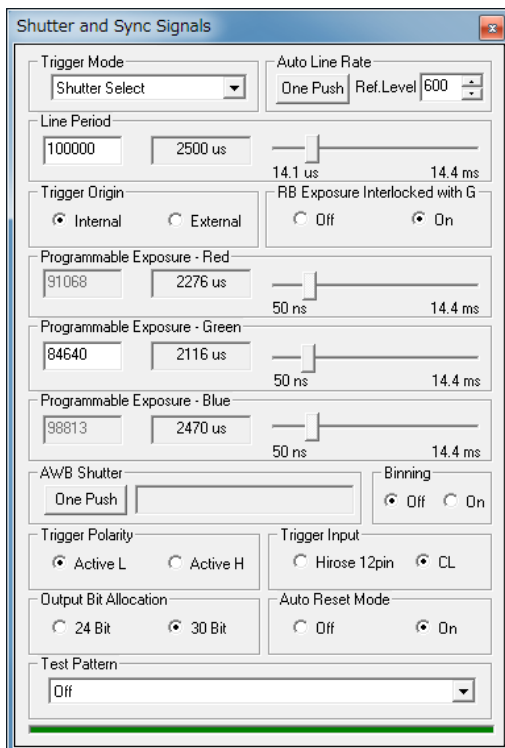 Shutter and Sync Signals
Trigger Mode
Shutter Select
Auto Line Rate
One Push Ref.Level 600
Line Period
100000 2500 us
14.1 us 14.4 ms
Trigger Origin
Internal External
RB Exposure Interlocked with G
Off On
Programmable Exposure - Red
91068 2276 us
50 ns 14.4 ms
Programmable Exposure - Green
84640 2116 us
50 ns 14.4 ms
Programmable Exposure - Blue
98813 2470 us
50 ns 14.4 ms
AWB Shutter
One Push
Binning
Off On
Trigger Polarity
Active L Active H
Trigger Input
Hirose 12pin CL
Output Bit Allocation
24 Bit 30 Bit
Auto Reset Mode
Off On
Test Pattern
Off